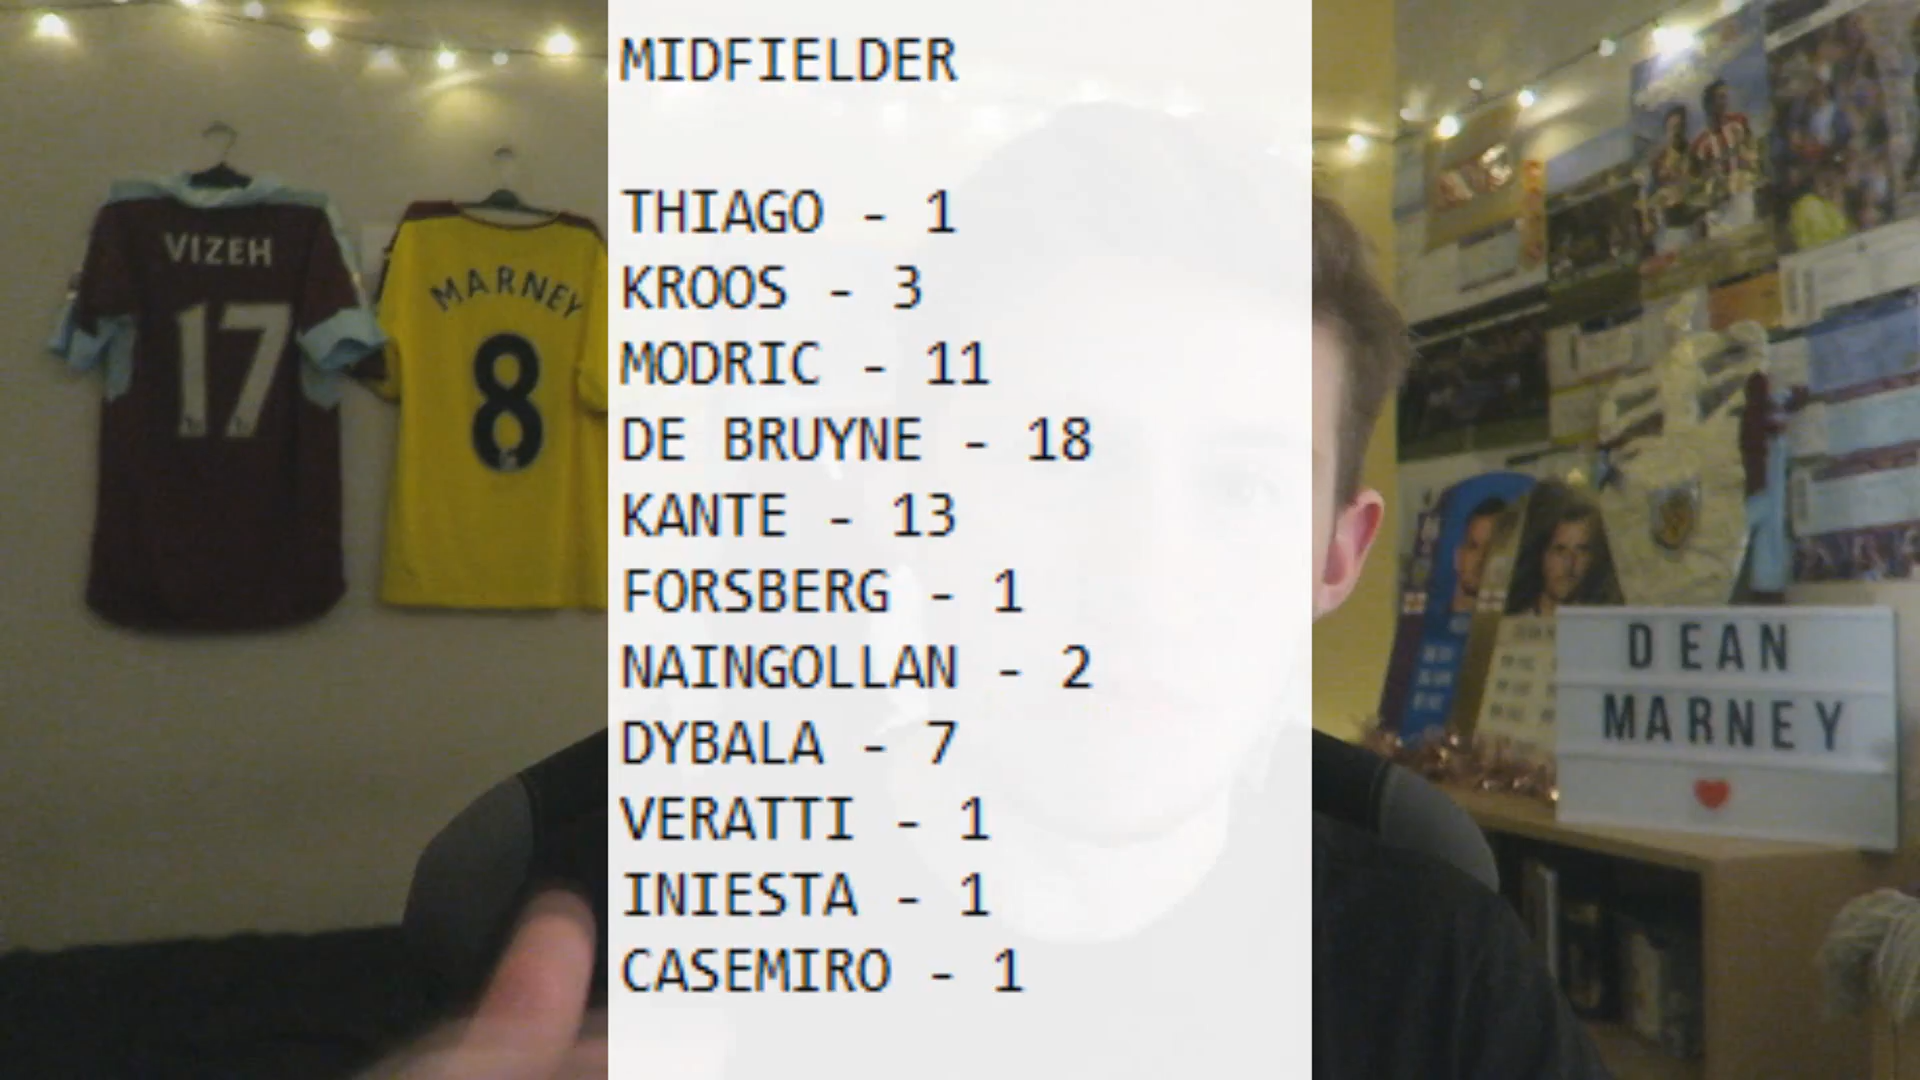 MIDFIELDER
THIAGO - 1
KROOS - 3
MODRIC - 11
DE BRUYNE - 18
KANTE - 13
FORSBERG - 1
NAINGOLLAN - 2
DYBALA - 7
VERATTI - 1
INIESTA - 1
CASEMIRO - 1
VIZEH
17
MARNEY
8
DEAN
MARNEY